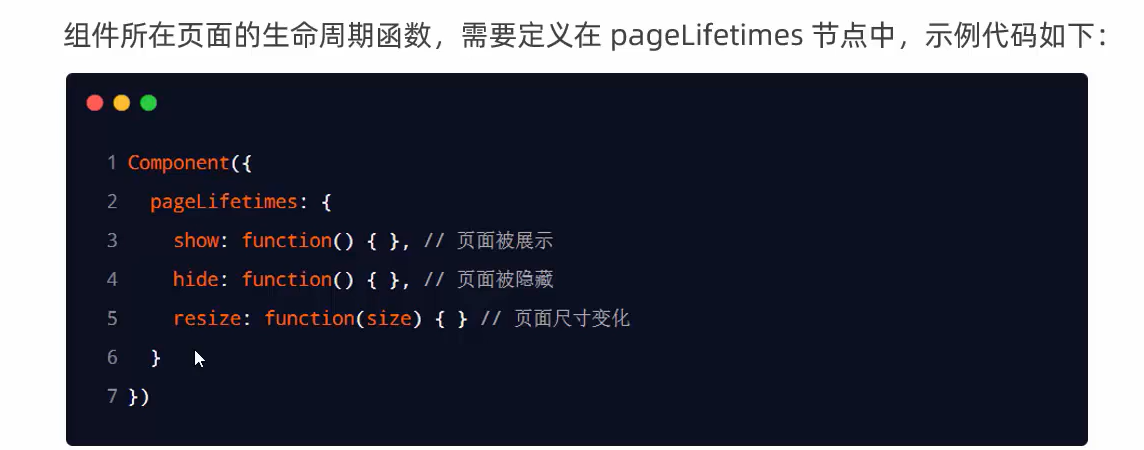 组件所在页面的生命周期函数，需要定义在 pageLifetimes 节点中，示例代码如下：
1 Component({
2   pageLifetimes: {
3     show: function() { }, // 页面被展示
4     hide: function() { }, // 页面被隐藏
5     resize: function(size) { } // 页面尺寸变化
6   }
7 })